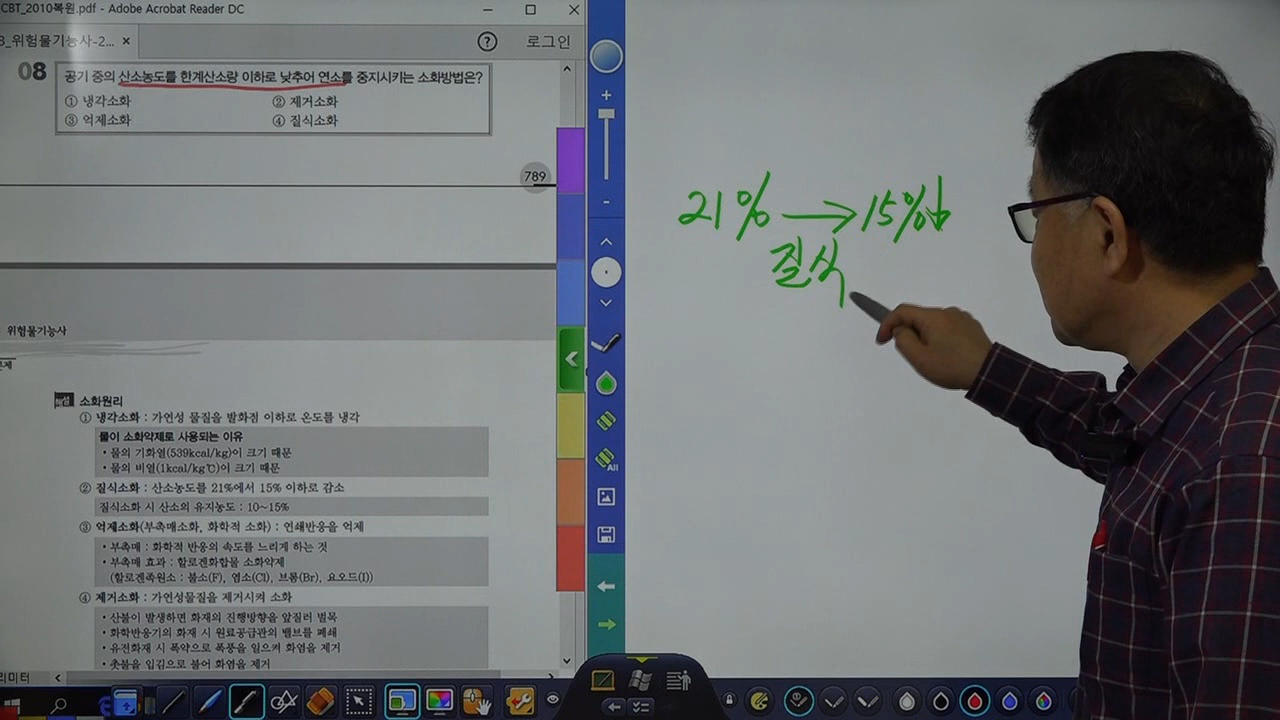 CBT_2010복원.pdf - Adobe Acrobat Reader DC
3_위험물기능사-2... ×
로그인
08 공기 중의 산소농도를 한계산소량 이하로 낮추어 연소를 중지시키는 소화방법은?
① 냉각소화 ② 제거소화
③ 억제소화 ④ 질식소화
789
21% → 15%
질식
위험물기능사
해설 소화원리
① 냉각소화 : 가연성 물질을 발화점 이하로 온도를 냉각
물이 소화약제로 사용되는 이유
• 물의 기화열(539kcal/kg)이 크기 때문
• 물의 비열(1kcal/kg℃)이 크기 때문
② 질식소화 : 산소농도를 21%에서 15% 이하로 감소
질식소화 시 산소의 유지농도 : 10~15%
③ 억제소화(부촉매소화, 화학적 소화) : 연쇄반응을 억제
• 부촉매 : 화학적 반응의 속도를 느리게 하는 것
• 부촉매 효과 : 할로겐화합물 소화약제
(할로겐족원소 : 불소(F), 염소(Cl), 브롬(Br), 요오드(I))
④ 제거소화 : 가연성물질을 제거시켜 소화
• 산불이 발생하면 화재의 진행방향을 앞질러 벌목
• 화학반응기의 화재 시 원료공급관의 밸브를 폐쇄
• 유전화재 시 폭약으로 폭풍을 일으켜 화염을 제거
• 촛불을 입김으로 불어 화염을 제거
All